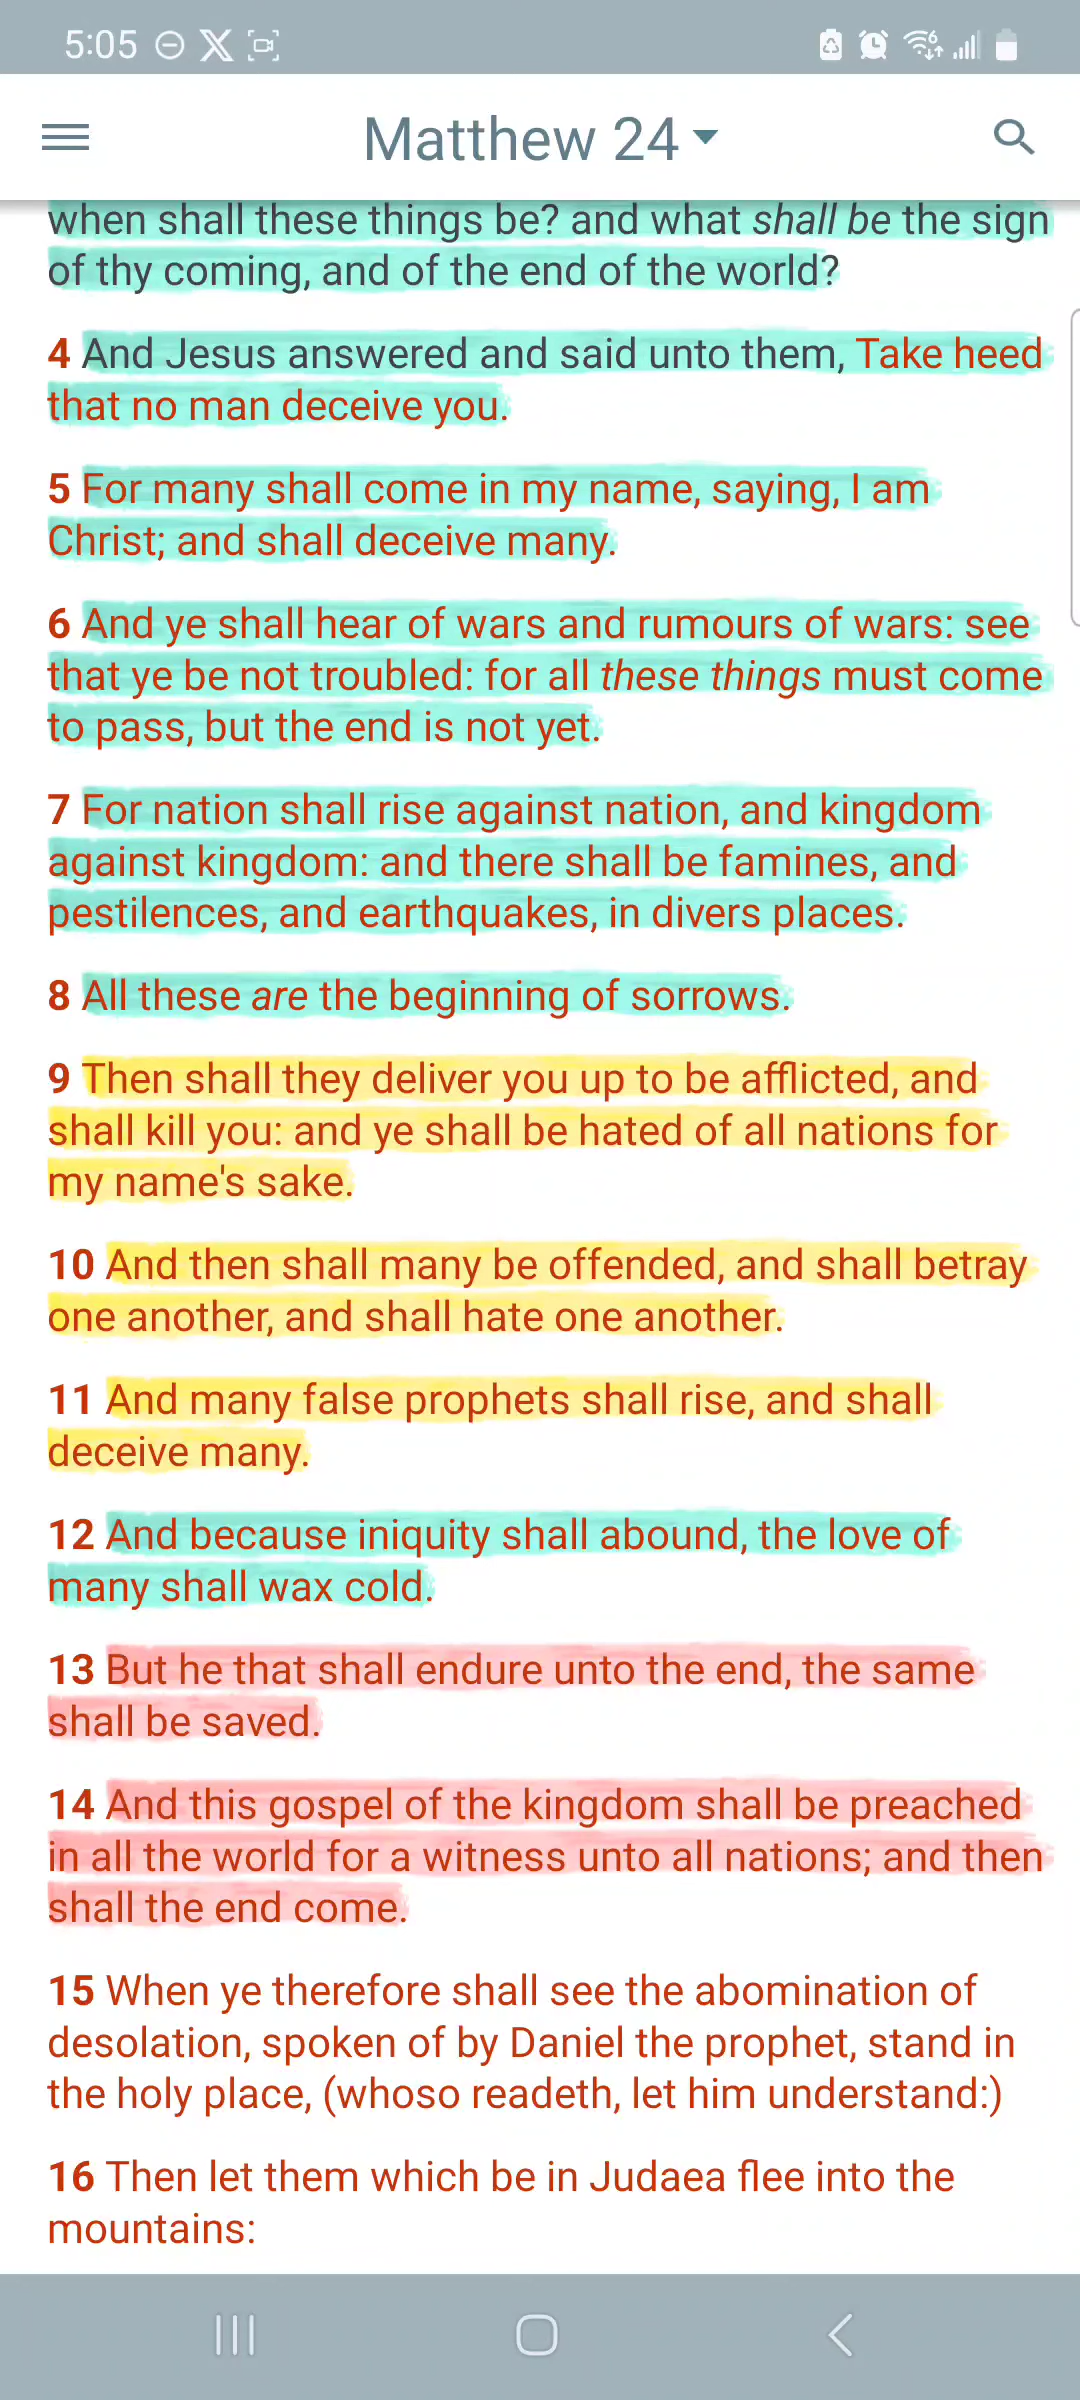 5:05
6
Matthew 24
when shall these things be? and what shall be the sign
of thy coming, and of the end of the world?
4 And Jesus answered and said unto them, Take heed
that no man deceive you.
5 For many shall come in my name, saying, I am
Christ; and shall deceive many.
6 And ye shall hear of wars and rumours of wars: see
that ye be not troubled: for all these things must come
to pass, but the end is not yet.
7 For nation shall rise against nation, and kingdom
against kingdom: and there shall be famines, and
pestilences, and earthquakes, in divers places.
8 All these are the beginning of sorrows.
9 Then shall they deliver you up to be afflicted, and
shall kill you: and ye shall be hated of all nations for
my name's sake.
10 And then shall many be offended, and shall betray
one another, and shall hate one another.
11 And many false prophets shall rise, and shall
deceive many.
12 And because iniquity shall abound, the love of
many shall wax cold.
13 But he that shall endure unto the end, the same
shall be saved.
14 And this gospel of the kingdom shall be preached
in all the world for a witness unto all nations; and then
shall the end come.
15 When ye therefore shall see the abomination of
desolation, spoken of by Daniel the prophet, stand in
the holy place, (whoso readeth, let him understand:)
16 Then let them which be in Judaea flee into the
mountains: